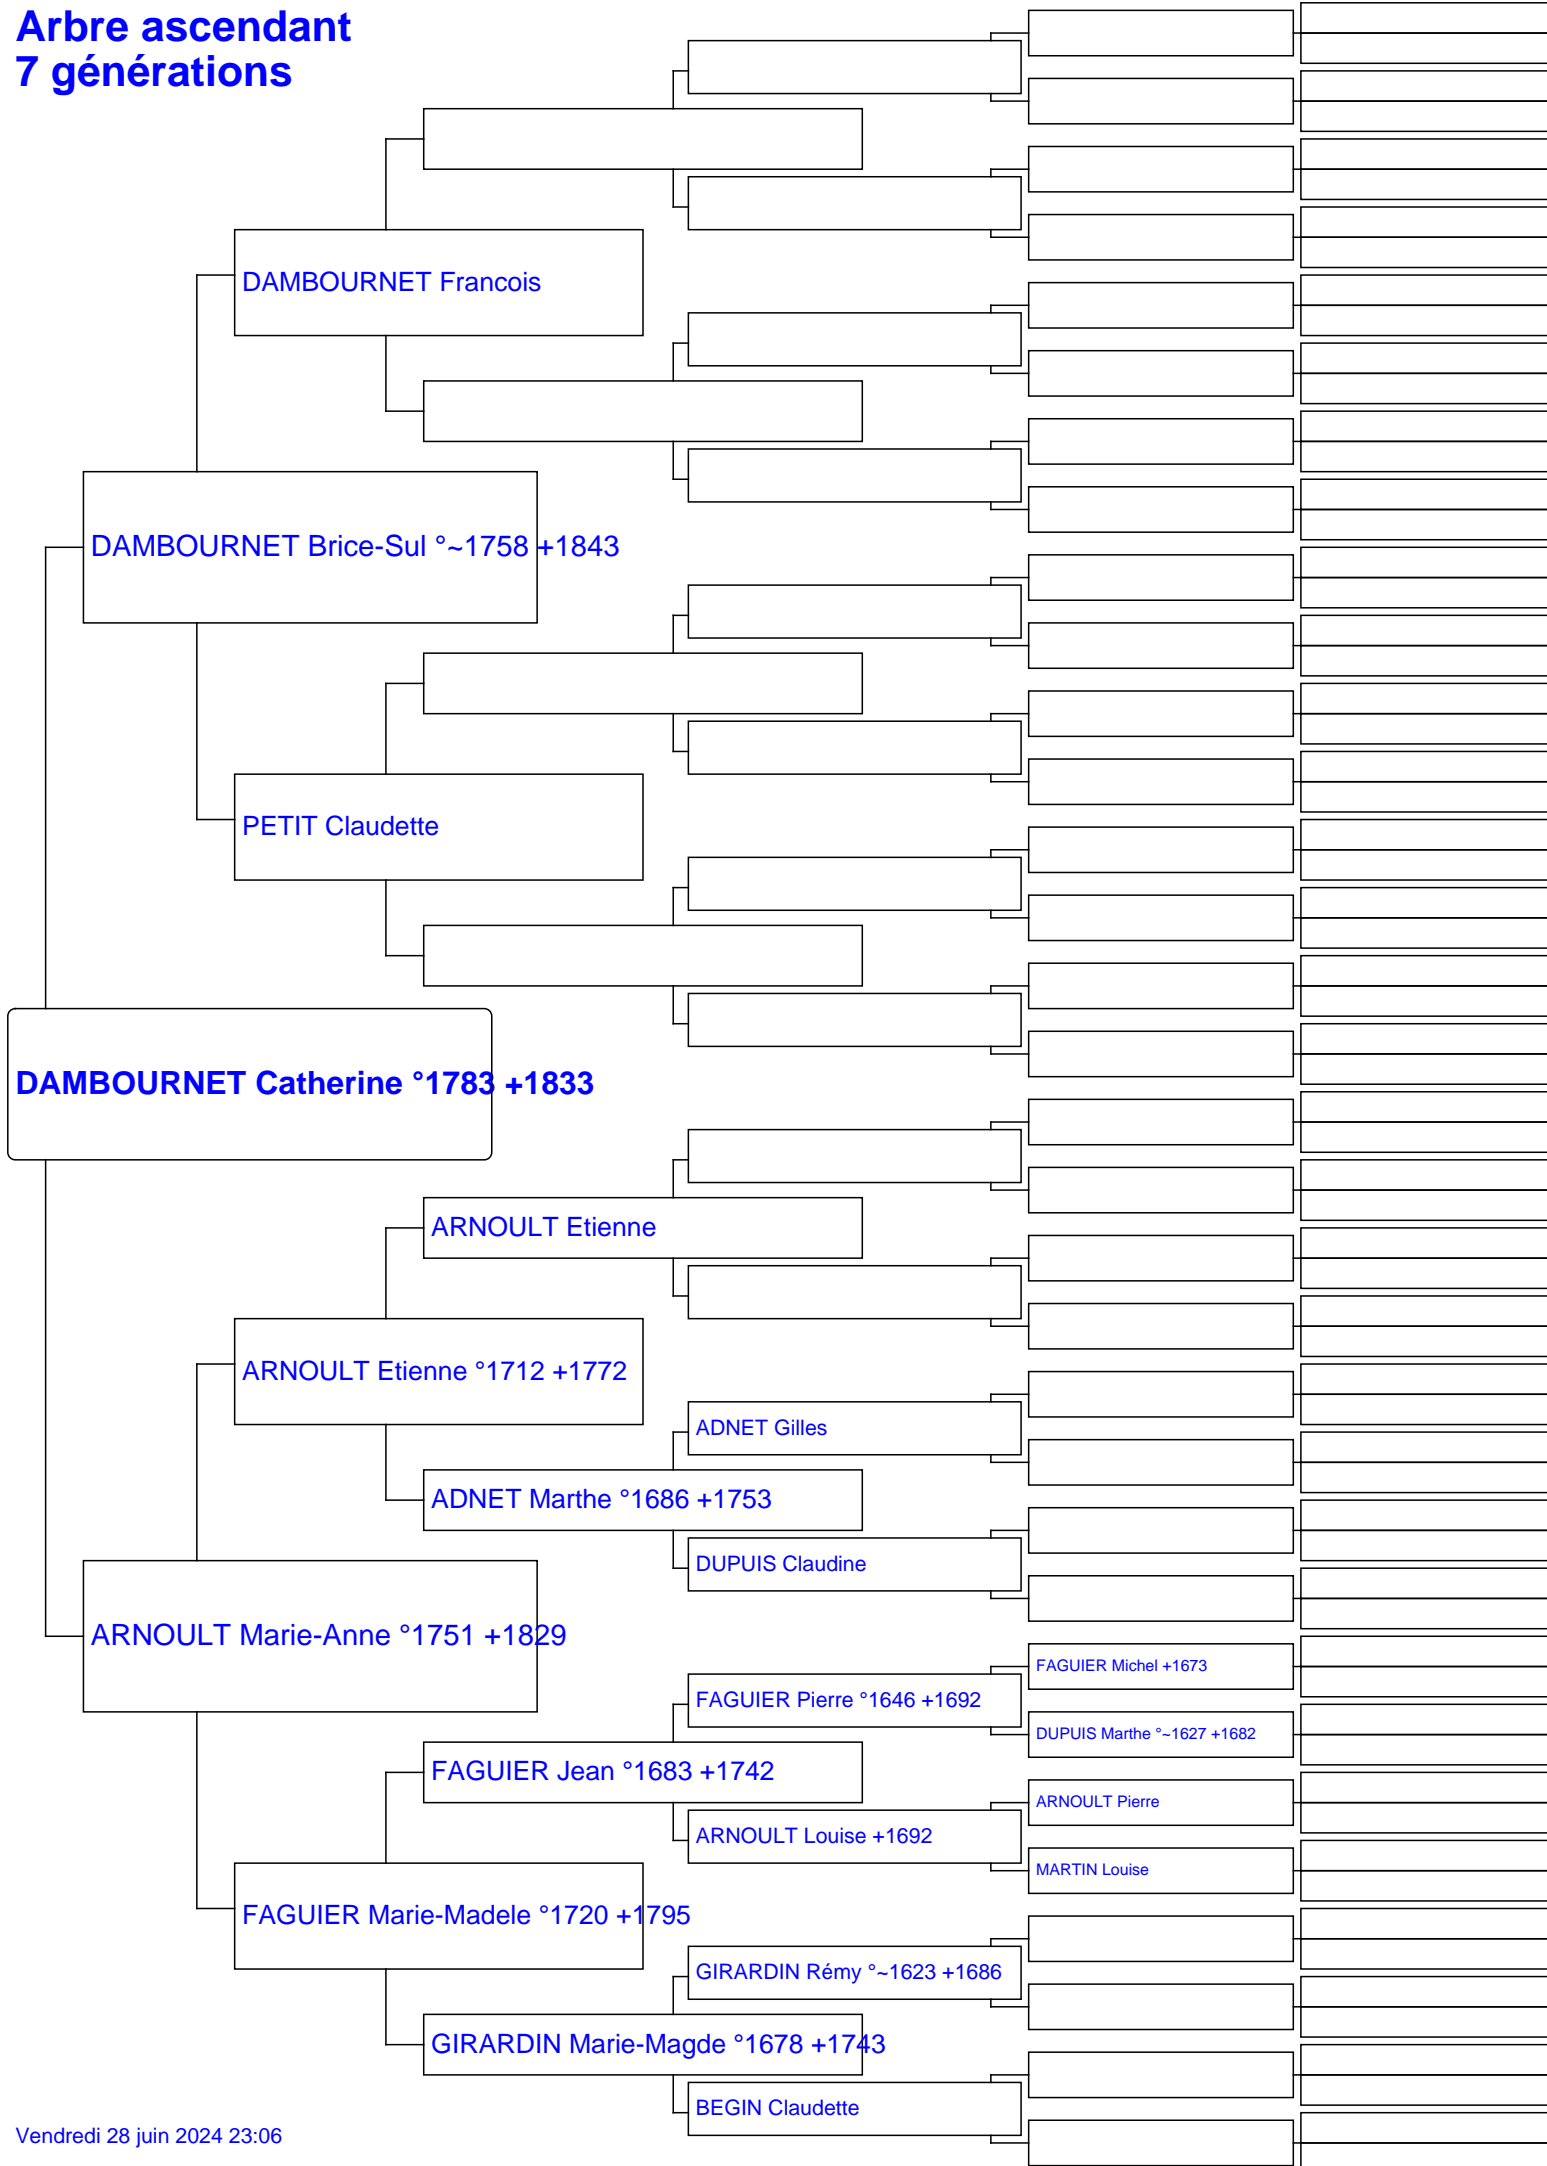 Arbre ascendant
7 générations
DAMBOURNET Francois
DAMBOURNET Brice-Sul °~1758 +1843
PETIT Claudette
DAMBOURNET Catherine °1783 +1833
ARNOULT Etienne
ARNOULT Etienne °1712 +1772
ADNET Gilles
ADNET Marthe °1686 +1753
DUPUIS Claudine
ARNOULT Marie-Anne °1751 +1829
FAGUIER Michel +1673
FAGUIER Pierre °1646 +1692
DUPUIS Marthe °~1627 +1682
FAGUIER Jean °1683 +1742
ARNOULT Pierre
ARNOULT Louise +1692
MARTIN Louise
FAGUIER Marie-Madele °1720 +1795
GIRARDIN Rémy °~1623 +1686
GIRARDIN Marie-Magde °1678 +1743
BEGIN Claudette
Vendredi 28 juin 2024 23:06